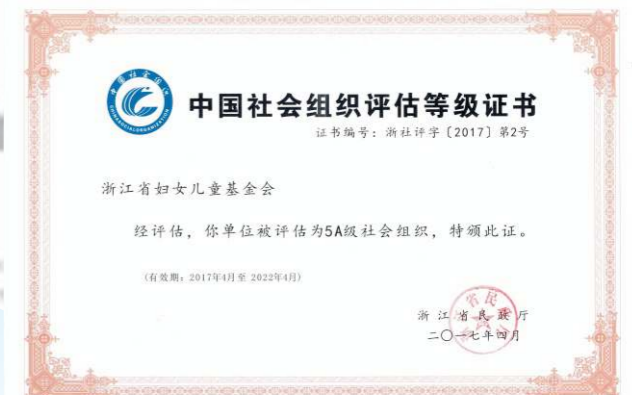 中国社会组织评估等级证书
证书编号：浙社评字〔2017〕第2号
浙江省妇女儿童基金会
经评估，你单位被评估为5A级社会组织，特颁此证。
（有效期：2017年4月至 2022年4月）
浙江省民政厅
二〇一七年四月